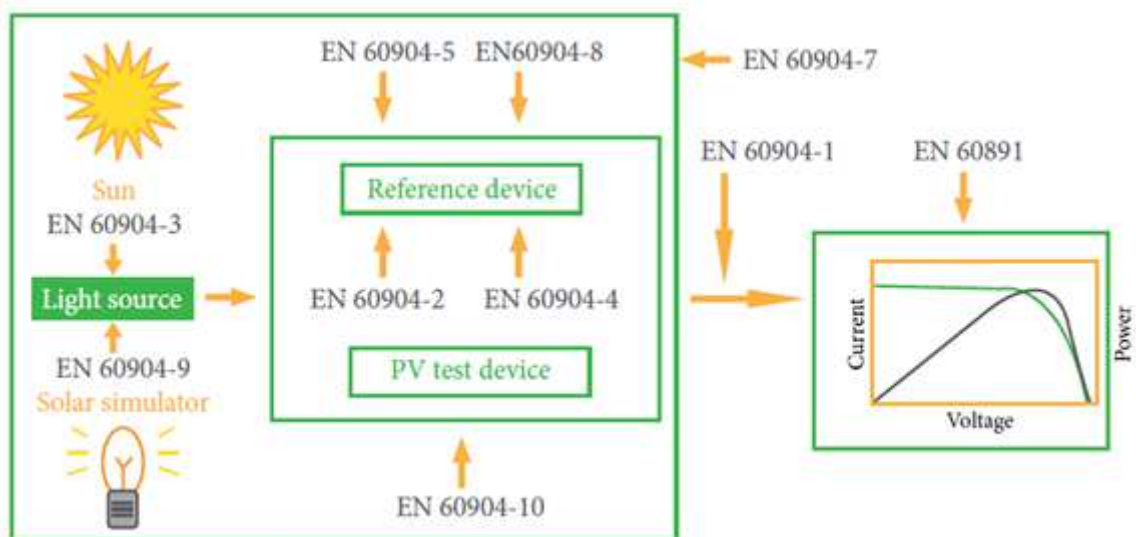 EN 60904-5
EN60904-8
EN 60904-7
EN 60904-1
EN 60891
Sun
EN 60904-3
Light source
EN 60904-9
Solar simulator
Reference device
EN 60904-2
EN 60904-4
PV test device
EN 60904-10
Current
Voltage
Power